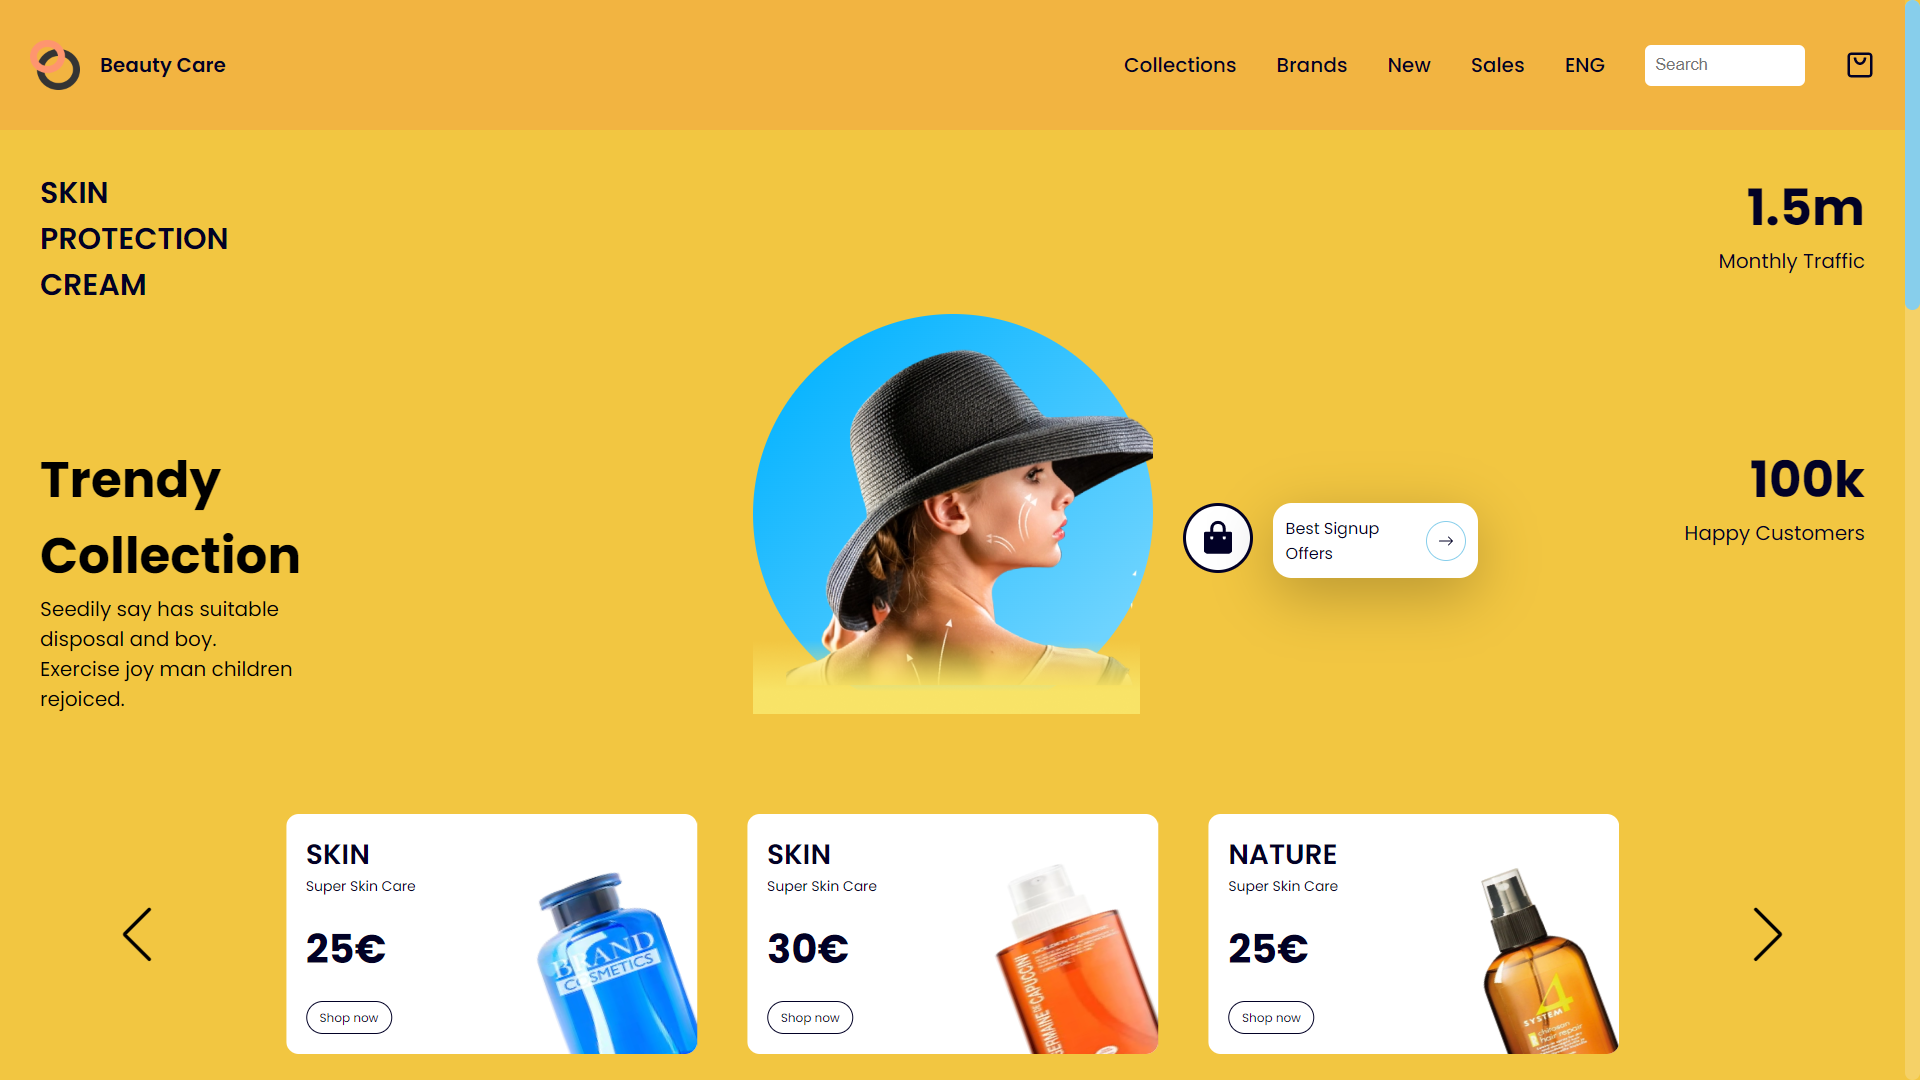 Beauty Care
Collections
Brands
New
Sales
ENG
Search
SKIN
PROTECTION
CREAM
1.5m
Monthly Traffic
Trendy
Collection
Seedily say has suitable
disposal and boy.
Exercise joy man children
rejoiced.
Best Signup
Offers
100k
Happy Customers
SKIN
Super Skin Care
25€
Shop now
BRAND
COSMETICS
SKIN
Super Skin Care
30€
Shop now
GERMAINE DE CAPUCCINI
NATURE
Super Skin Care
25€
Shop now
4
SYSTEM
chitosan
hair repair